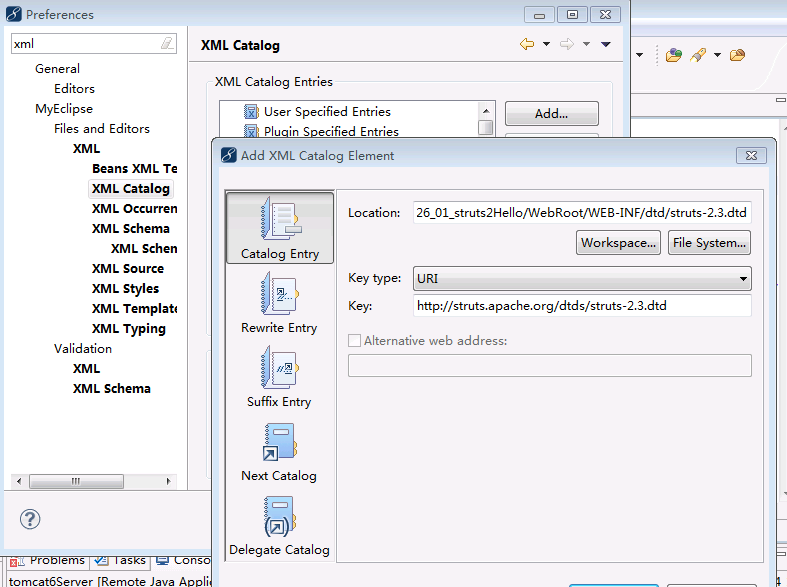 Preferences
xml
General
Editors
MyEclipse
Files and Editors
XML
Beans XML Te
XML Catalog
XML Occurren
XML Schema
XML Schen
XML Source
XML Styles
XML Template
XML Typing
Validation
XML
XML Schema
XML Catalog
XML Catalog Entries
User Specified Entries
Plugin Specified Entries
Add...
Add XML Catalog Element
Catalog Entry
Rewrite Entry
Suffix Entry
Next Catalog
Delegate Catalog
Location: 26_01_struts2Hello/WebRoot/WEB-INF/dtd/struts-2.3.dtd
Workspace... File System...
Key type: URI
Key: http://struts.apache.org/dtds/struts-2.3.dtd
Alternative web address:
Problems Tasks Conso
tomcat6Server [Remote Java Applic